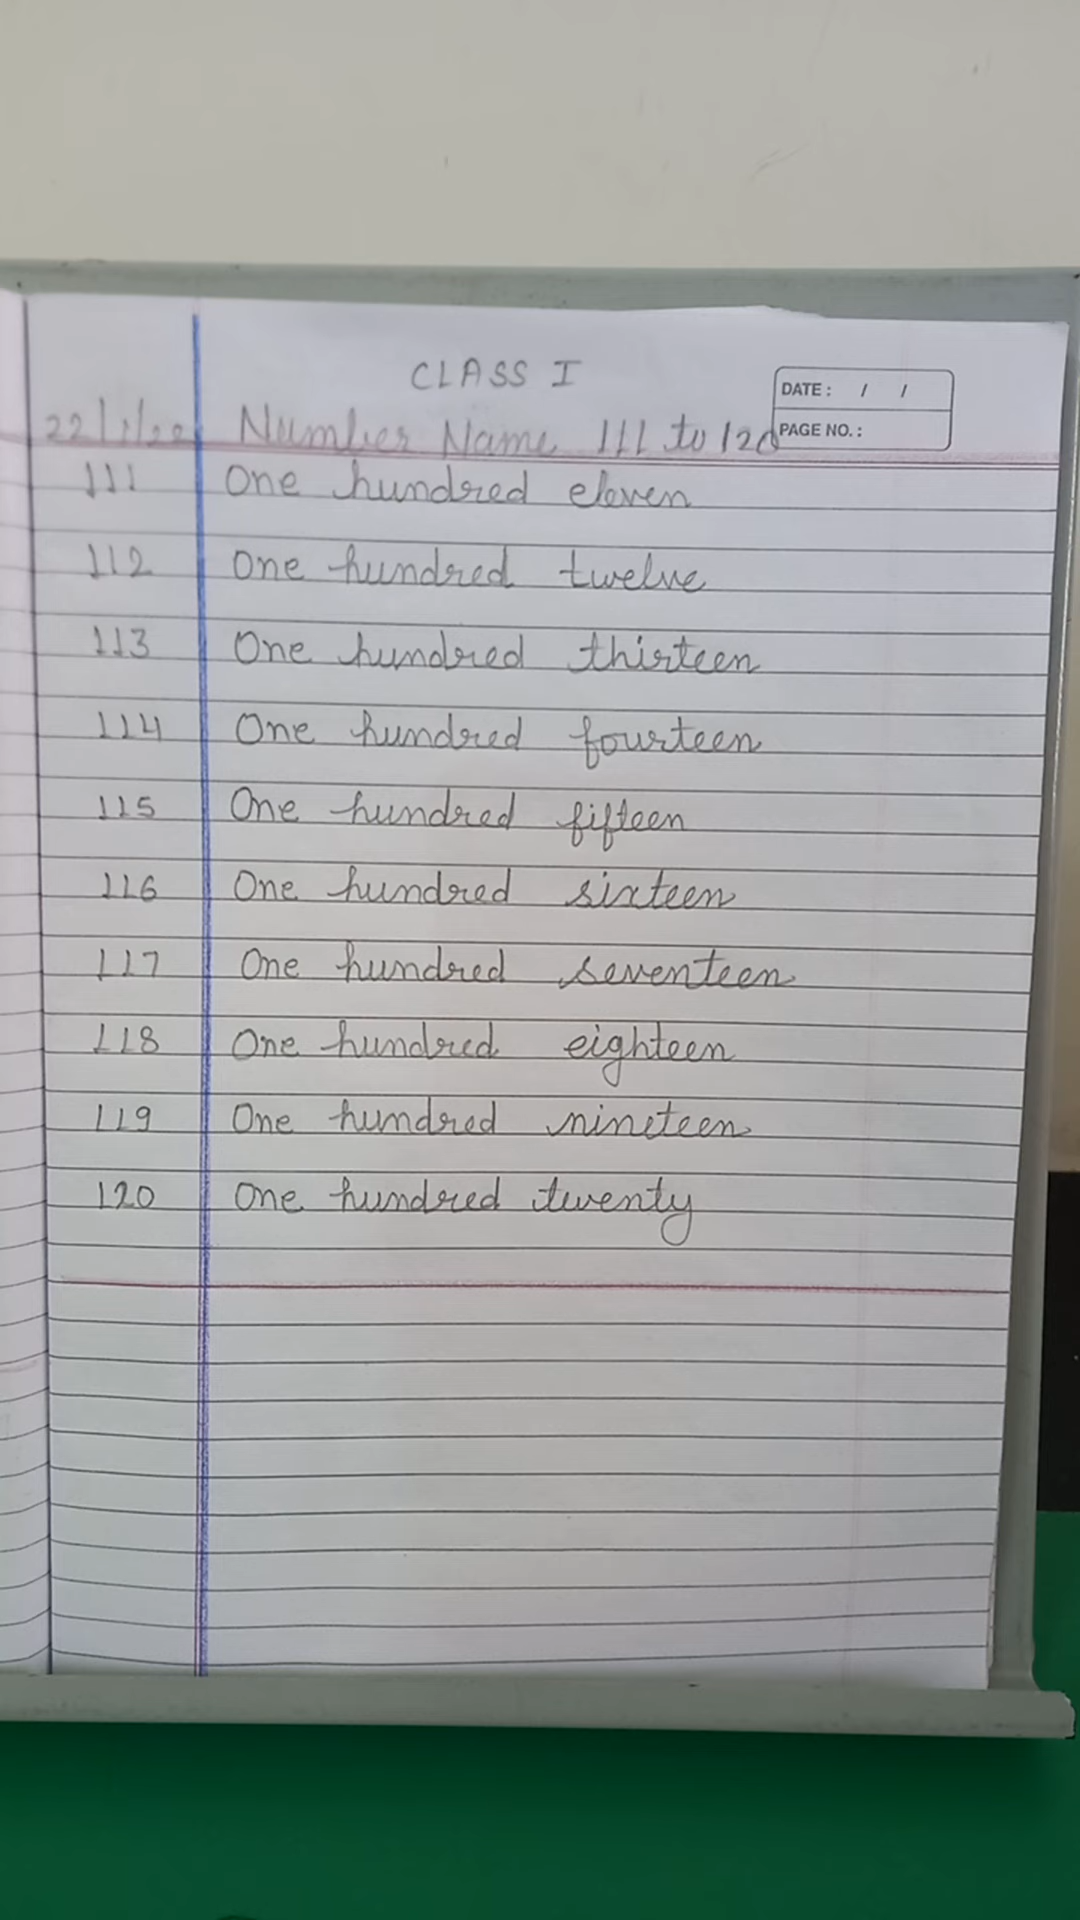 CLASS I
DATE: / /
22/1/20 Number Name 111 to 120
PAGE NO.:
111 One hundred eleven
112 One hundred twelve
113 One hundred thirteen
114 One hundred fourteen
115 One hundred fifteen
116 One hundred sixteen
117 One hundred seventeen
118 One hundred eighteen
119 One hundred nineteen
120 One hundred twenty